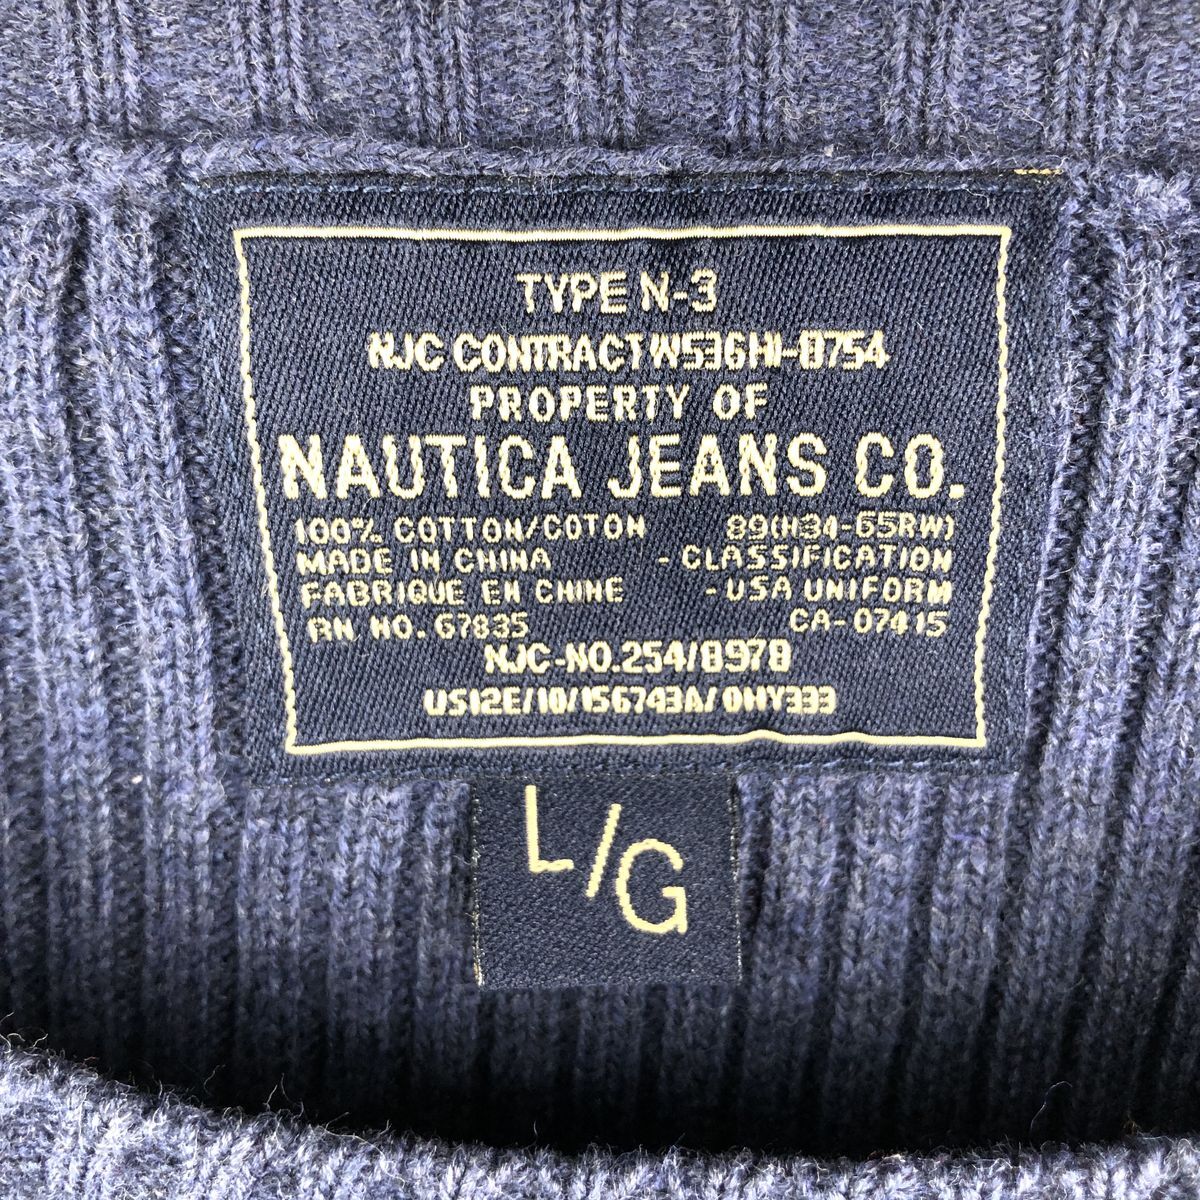 TYPE N-3
NJC CONTRACT W536HI-8754
PROPERTY OF
NAUTICA JEANS CO.
100% COTTON/COTON 89(H34-65RW)
MADE IN CHINA - CLASSIFICATION
FABRIQUE EN CHINE - USA UNIFORM
RN NO. 67835 CA- 07415
NJC-NO.254/8978
US12E/10/156743A/OHY333
L/G